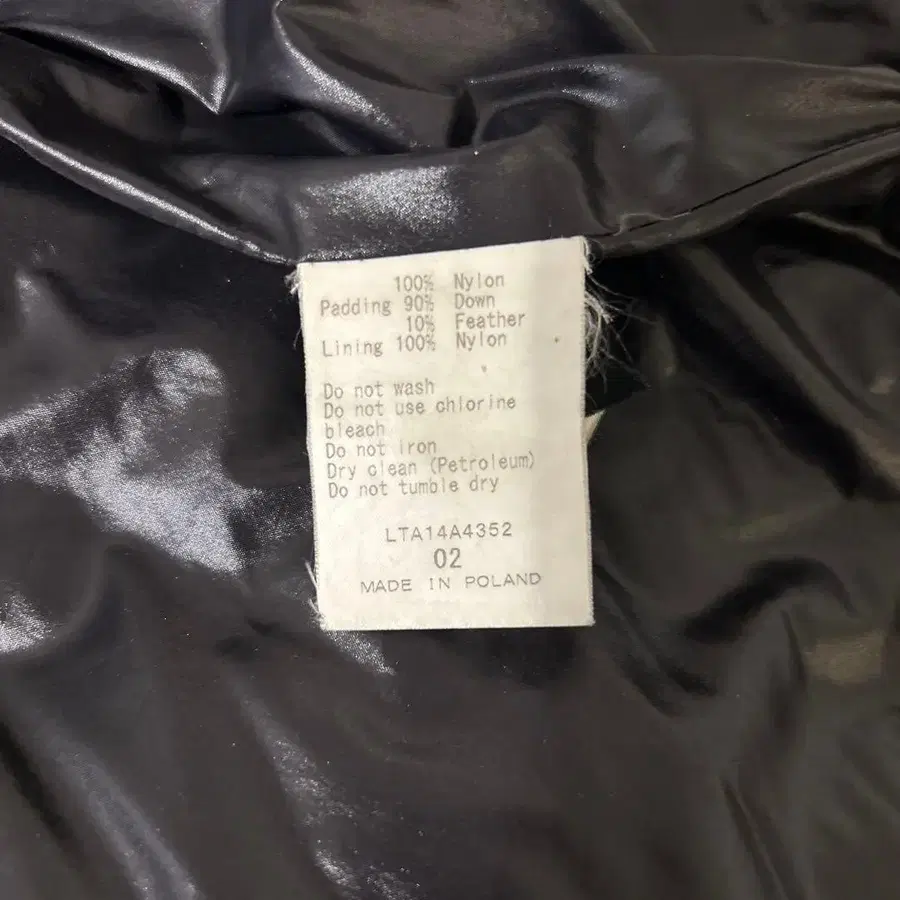 100% Nylon
Padding 90% Down
10% Feather
Lining 100% Nylon
Do not wash
Do not use chlorine
bleach
Do not iron
Dry clean (Petroleum)
Do not tumble dry
LTA14A4352
02
MADE IN POLAND